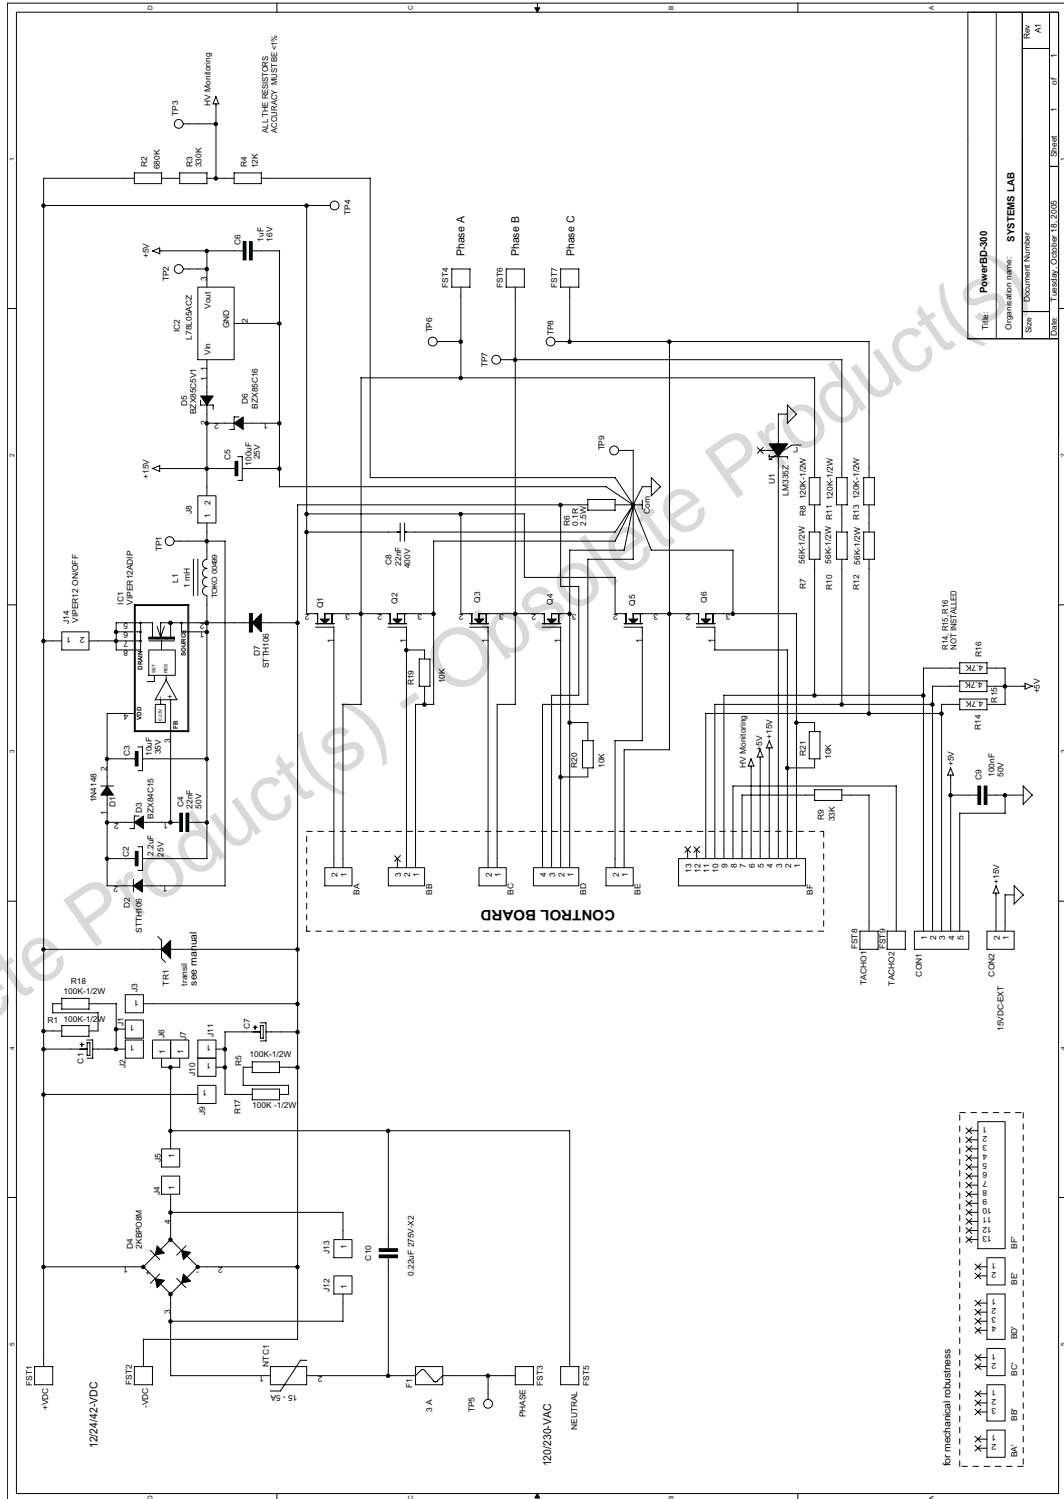 FST1
+VDC
12/24/42-VDC
FST2
-VDC
D4
2KBPO8M
NTC1
15 - 5A
F1
3 A
TP5
PHASE
FST3
120/230-VAC
NEUTRAL
FST5
C10
0.22uF 275V-X2
J12
J13
J4
J5
J9
J10
J11
J6
J7
J2
J1
J3
C1
R1
100K-1/2W
R18
100K-1/2W
R17
100K -1/2W
R5
100K-1/2W
C7
TR1
transil
see manual
D2
STTH106
C2
2.2uF
25V
D3
BZX84C15
C4
22nF
50V
D1
1N4148
C3
10uF
35V
J14
VIPER12 ON/OFF
IC1
VIPER12ADIP
VDD
DRAIN
FB
SOURCE
0.23V
SET
RES
D7
STTH106
L1
1 mH
TOKO 00499
TP1
J8
+15V
C5
100uF
25V
D5
BZX85C5V1
D6
BZX85C16
IC2
L78L05ACZ
Vin
Vout
GND
TP2
+5V
C6
1uF
16V
R2
680K
R3
330K
R4
12K
TP3
HV Monitoring
ALL THE RESISTORS
ACCURACY MUST BE <1%
TP4
CONTROL BOARD
BA
BB
BC
BD
BE
BF
Q1
Q2
Q3
Q4
Q5
Q6
R19
10K
R20
10K
R21
10K
C8
22nF
400V
R6
0.1R
2.5W
Com
TP9
TP6
TP7
TP8
FST4
Phase A
FST6
Phase B
FST7
Phase C
U1
LM335Z
R7
56K-1/2W
R8
120K-1/2W
R10
56K-1/2W
R11
120K-1/2W
R12
56K-1/2W
R13
120K-1/2W
HV Monitoring
+5V
+15V
R9
33K
FST8
TACHO1
FST9
TACHO2
CON1
+5V
C9
100nF
50V
CON2
15VDC-EXT
+15V
R14, R15, R16
NOT INSTALLED
R14
4.7K
R15
4.7K
R16
4.7K
+5V
for mechanical robustness
BA'
BB'
BC'
BD'
BE'
BF'
Title: PowerBD-300
Organisation name: SYSTEMS LAB
Size Document Number Rev
A1
Date: Tuesday, October 18, 2005 Sheet 1 of 1
ete Product(s) - Obsolete Product(s)